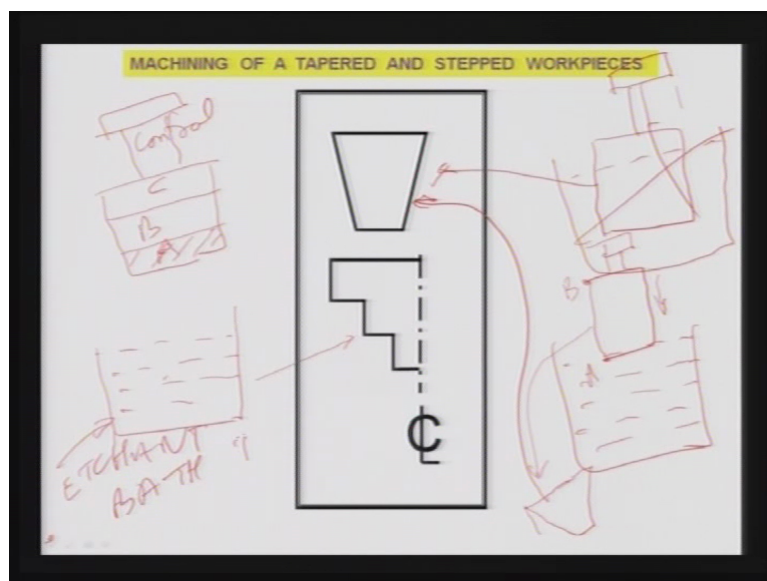 MACHINING OF A TAPERED AND STEPPED WORKPIECES
Control
C
B
A
B
A
ETCHANT
BATH
C
L